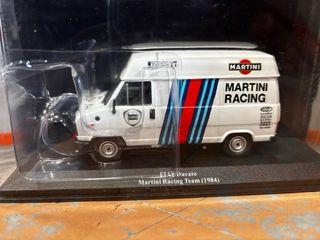 MARTINI
MARTINI
RACING
FIAT Ducato
Martini Racing Team (1984)